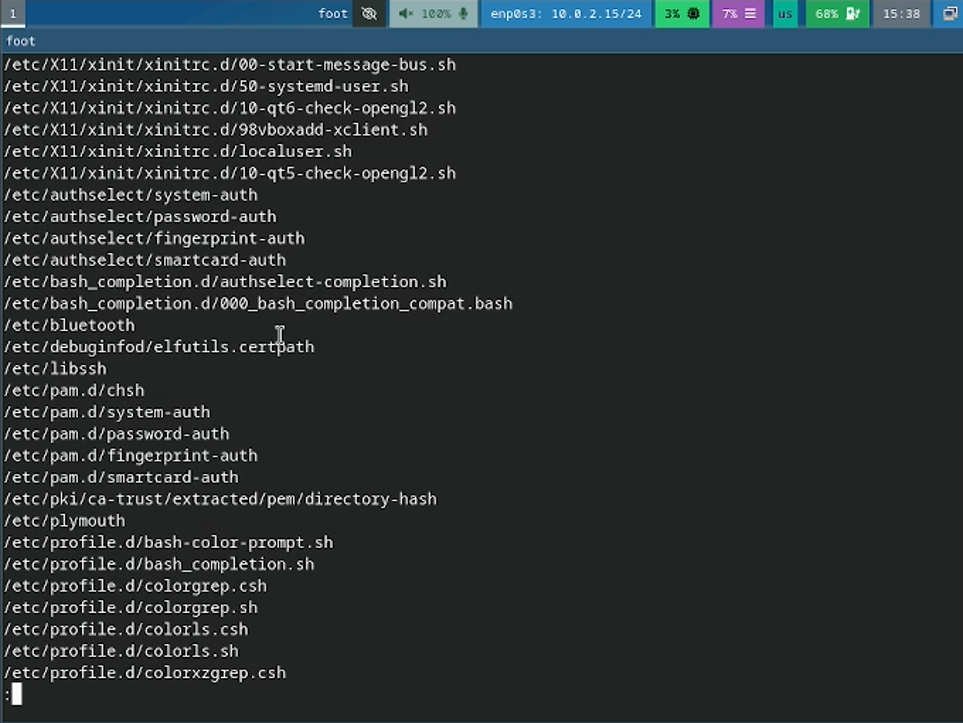 1 foot 100% enp0s3: 10.0.2.15/24 3% 7% us 68% 15:38
foot
/etc/X11/xinit/xinitrc.d/00-start-message-bus.sh
/etc/X11/xinit/xinitrc.d/50-systemd-user.sh
/etc/X11/xinit/xinitrc.d/10-qt6-check-opengl2.sh
/etc/X11/xinit/xinitrc.d/98vboxadd-xclient.sh
/etc/X11/xinit/xinitrc.d/localuser.sh
/etc/X11/xinit/xinitrc.d/10-qt5-check-opengl2.sh
/etc/authselect/system-auth
/etc/authselect/password-auth
/etc/authselect/fingerprint-auth
/etc/authselect/smartcard-auth
/etc/bash_completion.d/authselect-completion.sh
/etc/bash_completion.d/000_bash_completion_compat.bash
/etc/bluetooth
/etc/debuginfod/elfutils.certpath
/etc/libssh
/etc/pam.d/chsh
/etc/pam.d/system-auth
/etc/pam.d/password-auth
/etc/pam.d/fingerprint-auth
/etc/pam.d/smartcard-auth
/etc/pki/ca-trust/extracted/pem/directory-hash
/etc/plymouth
/etc/profile.d/bash-color-prompt.sh
/etc/profile.d/bash_completion.sh
/etc/profile.d/colorgrep.csh
/etc/profile.d/colorgrep.sh
/etc/profile.d/colorls.csh
/etc/profile.d/colorls.sh
/etc/profile.d/colorxzgrep.csh
: